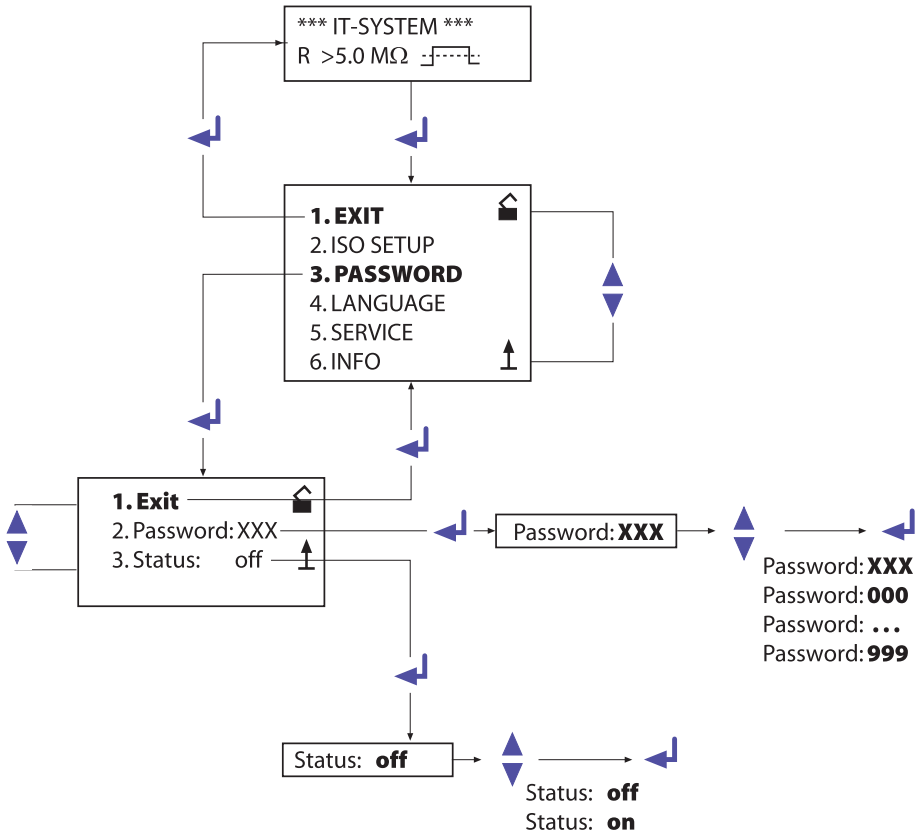 *** IT-SYSTEM ***
R >5.0 MΩ
1. EXIT
2. ISO SETUP
3. PASSWORD
4. LANGUAGE
5. SERVICE
6. INFO
1. Exit
2. Password: XXX
3. Status: off
Password: XXX
Password: XXX
Password: 000
Password: ...
Password: 999
Status: off
Status: off
Status: on